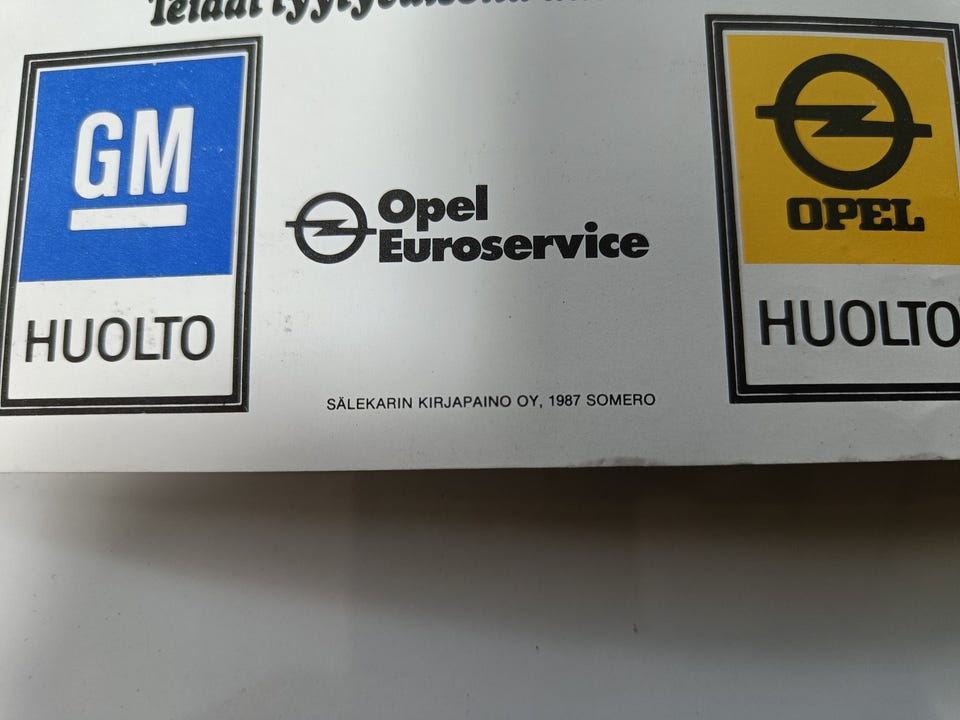 GM
HUOLTO
Opel
Euroservice
OPEL
HUOLTO
SÄLEKARIN KIRJAPAINO OY, 1987 SOMERO